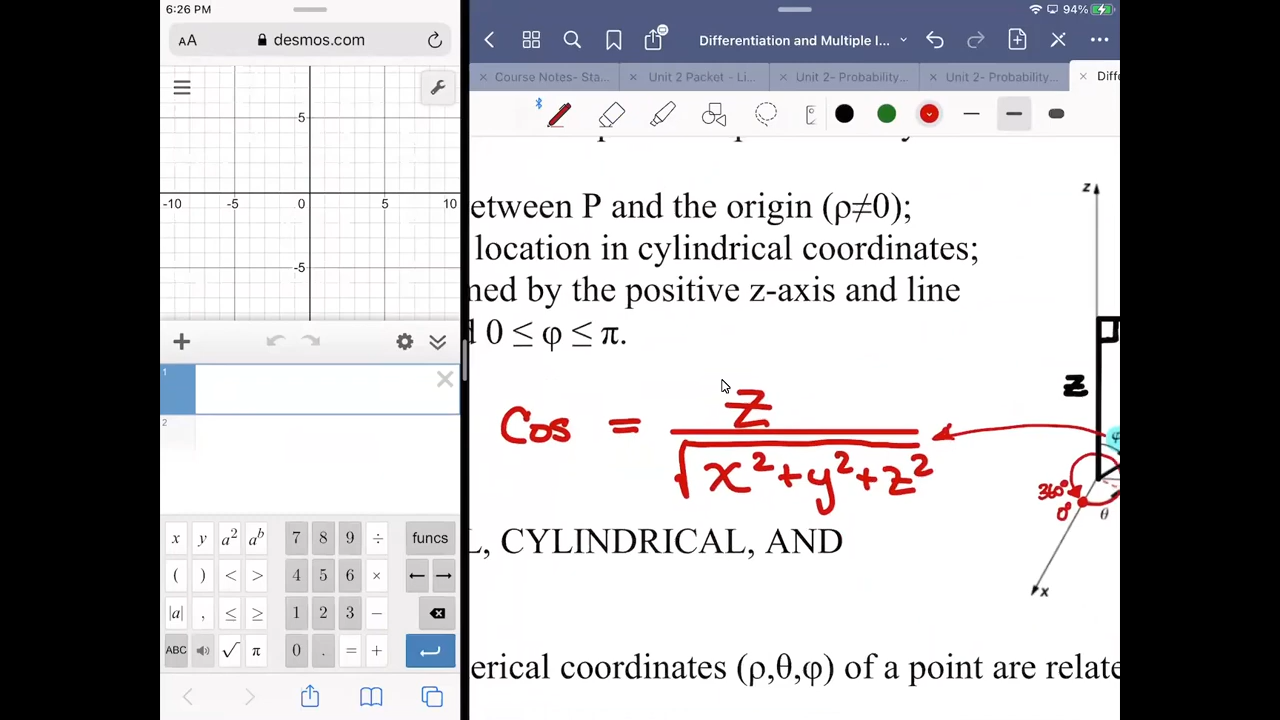 6:26 PM
94%
AA desmos.com
Differentiation and Multiple I...
Course Notes- Sta...
Unit 2 Packet - Li...
Unit 2- Probability...
Unit 2- Probability...
Diffe
5
-10 -5 0 5 10
-5
1
2
etween P and the origin (ρ≠0);
location in cylindrical coordinates;
ned by the positive z-axis and line
0 ≤ φ ≤ π.
Cos = z / √x²+y²+z²
z
z
φ
360°
0°
θ
x
, CYLINDRICAL, AND
erical coordinates (ρ,θ,φ) of a point are relate
x y a² aᵇ 7 8 9 ÷ funcs
( ) < > 4 5 6 × ← →
|a| , ≤ ≥ 1 2 3 −
ABC √ π 0 . = +